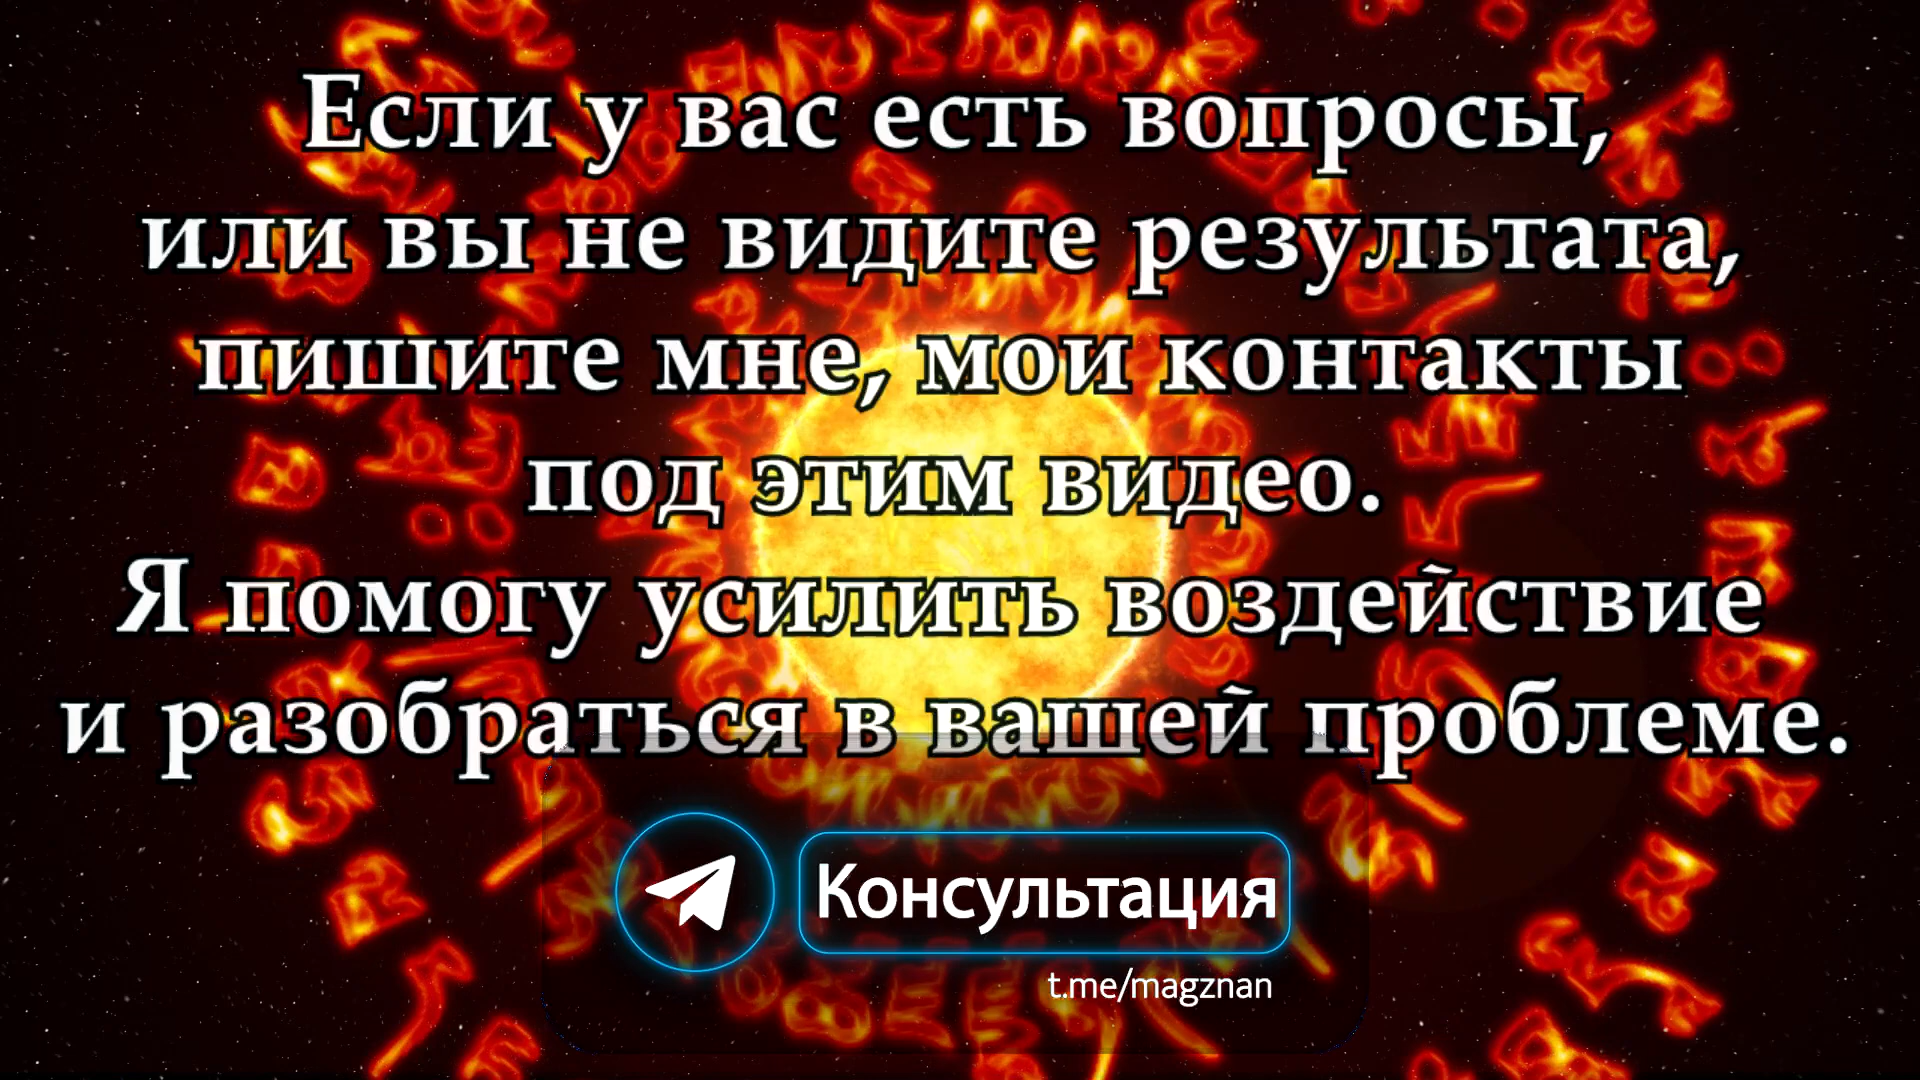 Если у вас есть вопросы,
или вы не видите результата,
пишите мне, мои контакты
под этим видео.
Я помогу усилить воздействие
и разобраться в вашей проблеме.
Консультация
t.me/magznan